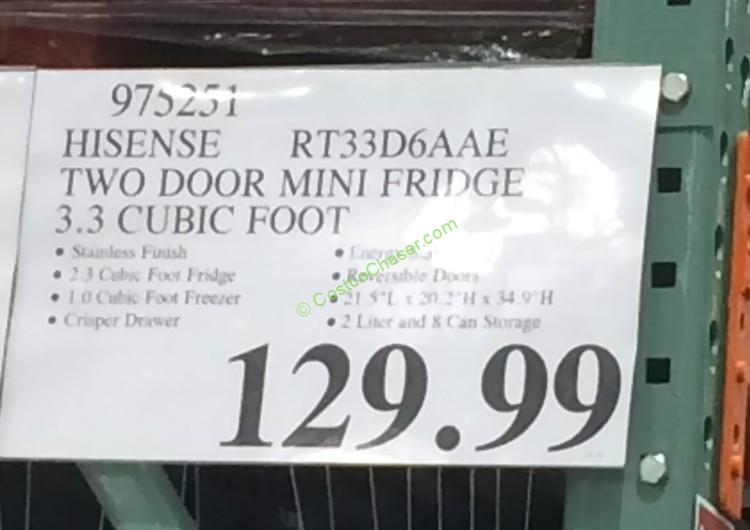 975251
HISENSE RT33D6AAE
TWO DOOR MINI FRIDGE
3.3 CUBIC FOOT
• Stainless Finish
• 2.3 Cubic Foot Fridge
• 1.0 Cubic Foot Freezer
• Crisper Drawer
• Reversible Doors
• 21.5"L x 20.2"H x 34.9"H
• 2 Liter and 8 Can Storage
129.99
© CostcoChaser.com